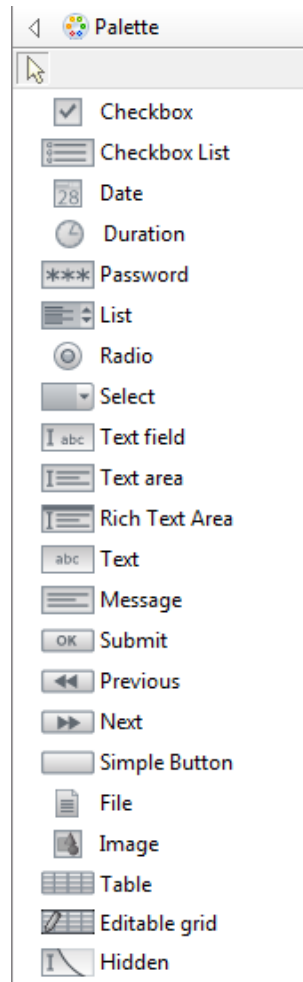 Palette
Checkbox
Checkbox List
28 Date
Duration
*** Password
List
Radio
Select
I abc Text field
I Text area
I Rich Text Area
abc Text
Message
OK Submit
Previous
Next
Simple Button
File
Image
Table
Editable grid
I Hidden